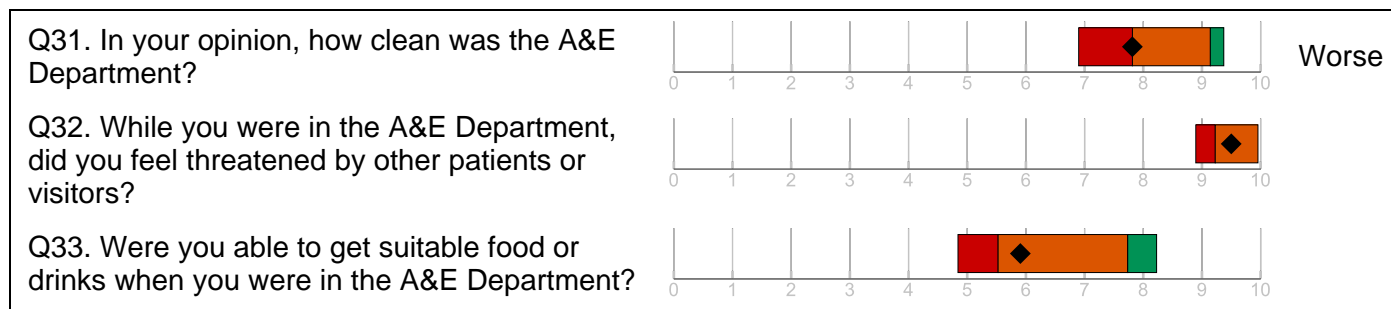 Q31. In your opinion, how clean was the A&E
Department?
0 1 2 3 4 5 6 7 8 9 10
Worse
Q32. While you were in the A&E Department,
did you feel threatened by other patients or
visitors?
0 1 2 3 4 5 6 7 8 9 10
Q33. Were you able to get suitable food or
drinks when you were in the A&E Department?
0 1 2 3 4 5 6 7 8 9 10